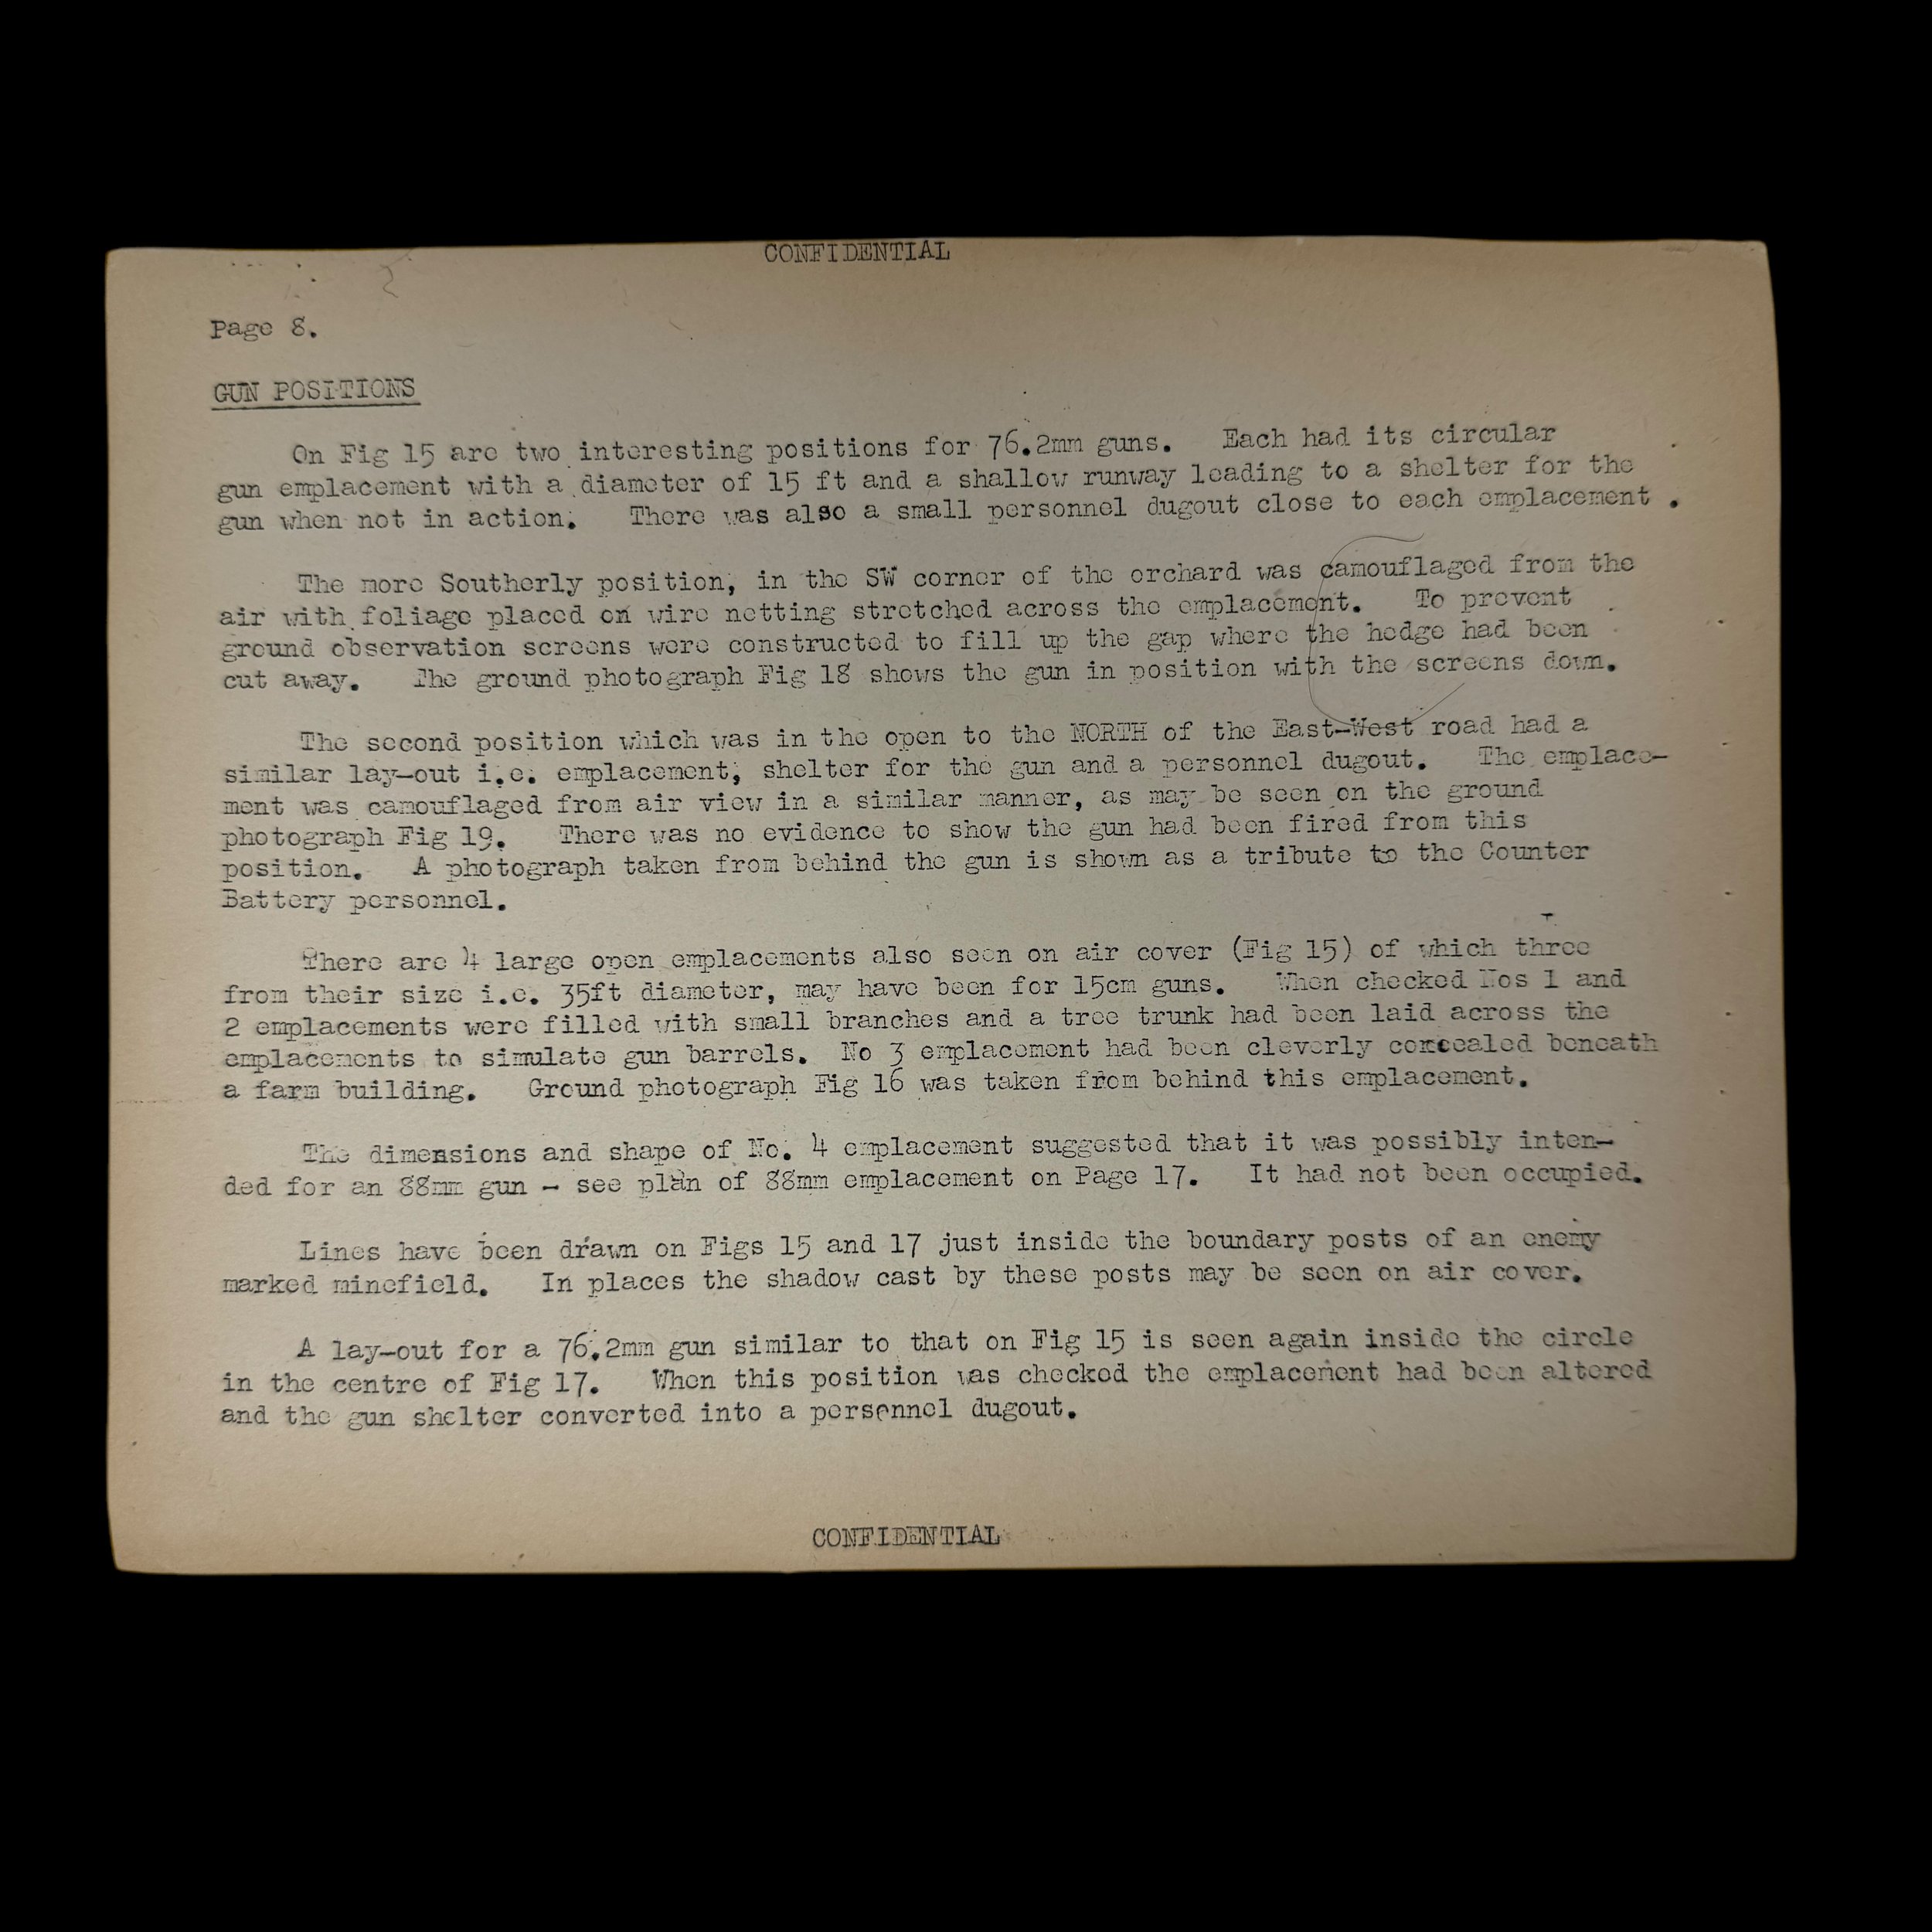 CONFIDENTIAL
Page 8.
GUN POSITIONS
On Fig 15 are two interesting positions for 76.2mm guns. Each had its circular
gun emplacement with a diameter of 15 ft and a shallow runway leading to a shelter for the
gun when not in action. There was also a small personnel dugout close to each emplacement .
The more Southerly position, in the SW corner of the orchard was camouflaged from the
air with foliage placed on wire netting stretched across the emplacement. To prevent
ground observation screens were constructed to fill up the gap where the hedge had been
cut away. The ground photograph Fig 18 shows the gun in position with the screens down.
The second position which was in the open to the NORTH of the East-West road had a
similar lay-out i.e. emplacement, shelter for the gun and a personnel dugout. The emplace-
ment was camouflaged from air view in a similar manner, as may be seen on the ground
photograph Fig 19. There was no evidence to show the gun had been fired from this
position. A photograph taken from behind the gun is shown as a tribute to the Counter
Battery personnel.
There are 4 large open emplacements also seen on air cover (Fig 15) of which three
from their size i.e. 35ft diameter, may have been for 15cm guns. When checked Nos 1 and
2 emplacements were filled with small branches and a tree trunk had been laid across the
emplacements to simulate gun barrels. No 3 emplacement had been cleverly concealed beneath
a farm building. Ground photograph Fig 16 was taken from behind this emplacement.
The dimensions and shape of No. 4 emplacement suggested that it was possibly inten-
ded for an 88mm gun - see plan of 88mm emplacement on Page 17. It had not been occupied.
Lines have been drawn on Figs 15 and 17 just inside the boundary posts of an enemy
marked minefield. In places the shadow cast by these posts may be seen on air cover.
A lay-out for a 76.2mm gun similar to that on Fig 15 is seen again inside the circle
in the centre of Fig 17. When this position was checked the emplacement had been altered
and the gun shelter converted into a personnel dugout.
CONFIDENTIAL